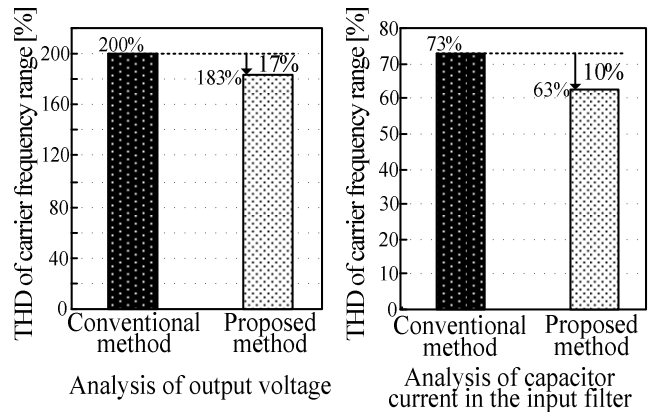 THD of carrier frequency range [%]
200
160
120
80
40
0
200%
183%
17%
Conventional
method
Proposed
method
Analysis of output voltage
THD of carrier frequency range [%]
80
70
60
50
40
30
20
10
0
73%
63%
10%
Conventional
method
Proposed
method
Analysis of capacitor
current in the input filter